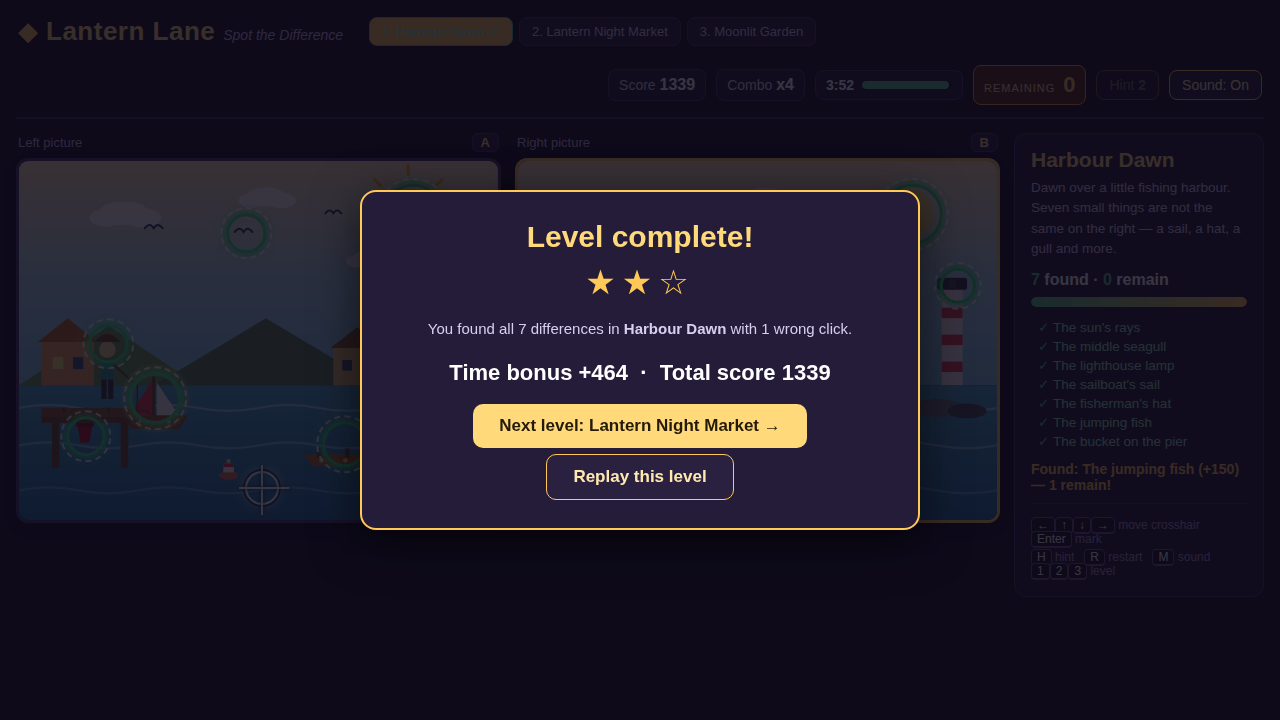 ◆ Lantern Lane Spot the Difference
2. Lantern Night Market
3. Moonlit Garden
Score 1339
Combo x4
3:52
REMAINING 0
Hint 2
Sound: On
Left picture
A
Right picture
B
Harbour Dawn
Dawn over a little fishing harbour.
Seven small things are not the
same on the right — a sail, a hat, a
gull and more.
7 found · 0 remain
✓ The sun's rays
✓ The middle seagull
✓ The lighthouse lamp
✓ The sailboat's sail
✓ The fisherman's hat
✓ The jumping fish
✓ The bucket on the pier
Found: The jumping fish (+150)
— 1 remain!
← ↑ ↓ → move crosshair
Enter mark
H hint R restart M sound
1 2 3 level
Level complete!
★★☆
You found all 7 differences in Harbour Dawn with 1 wrong click.
Time bonus +464 · Total score 1339
Next level: Lantern Night Market →
Replay this level